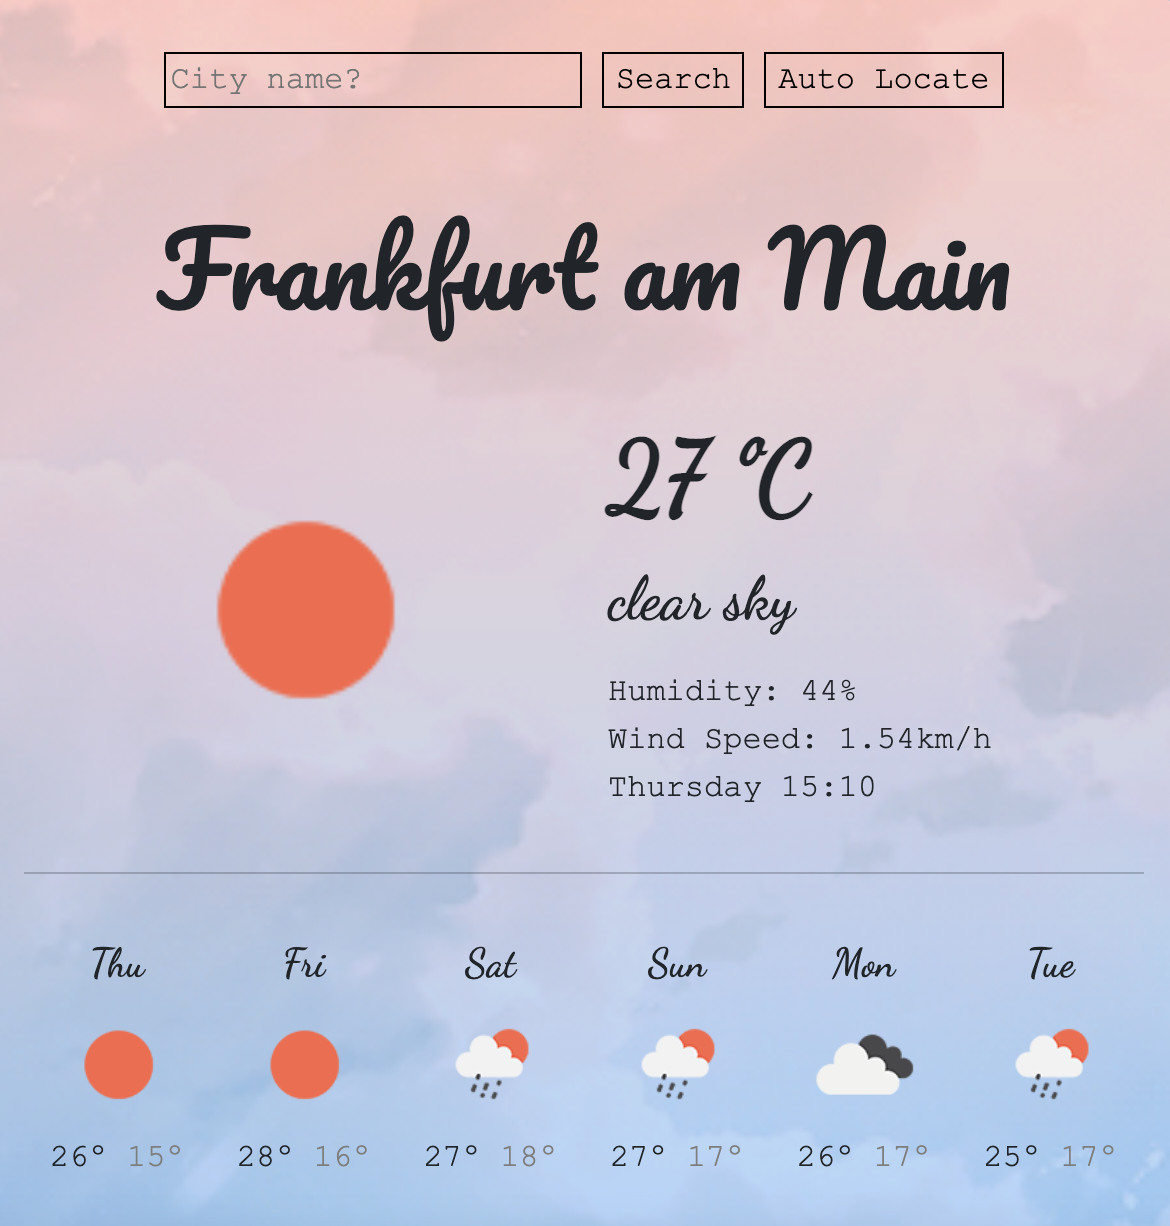 City name? Search Auto Locate
Frankfurt am Main
27 °C
clear sky
Humidity: 44%
Wind Speed: 1.54km/h
Thursday 15:10
Thu Fri Sat Sun Mon Tue
26° 15° 28° 16° 27° 18° 27° 17° 26° 17° 25° 17°